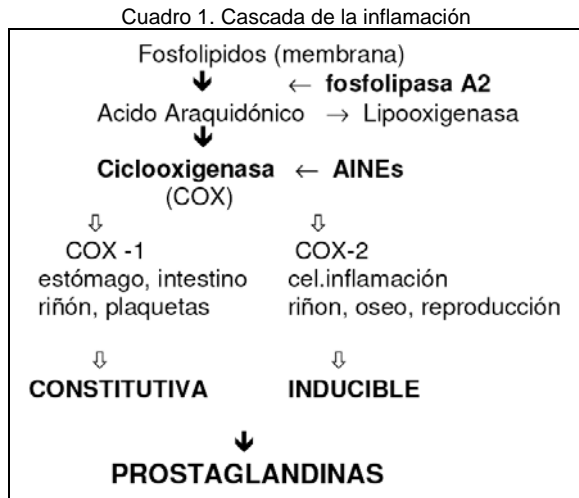 Cuadro 1. Cascada de la inflamación
Fosfolipidos (membrana)
← fosfolipasa A2
Acido Araquidónico → Lipooxigenasa
Ciclooxigenasa ← AINEs
(COX)
COX -1 COX-2
estómago, intestino cel.inflamación
riñón, plaquetas riñon, oseo, reproducción
CONSTITUTIVA INDUCIBLE
PROSTAGLANDINAS